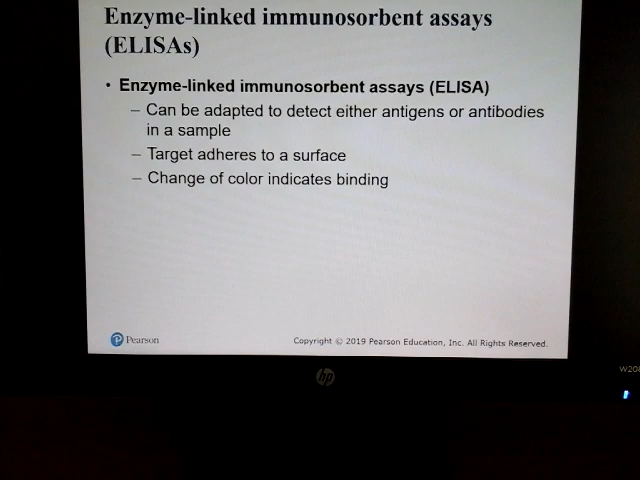 Enzyme-linked immunosorbent assays
(ELISAs)
• Enzyme-linked immunosorbent assays (ELISA)
– Can be adapted to detect either antigens or antibodies
in a sample
– Target adheres to a surface
– Change of color indicates binding
P Pearson
Copyright © 2019 Pearson Education, Inc. All Rights Reserved.
hp